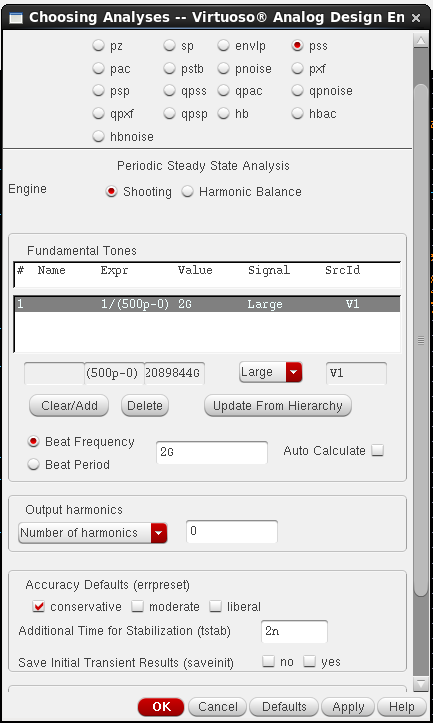 Choosing Analyses -- Virtuoso® Analog Design En
pz sp envlp pss
pac pstb pnoise pxf
psp qpss qpac qpnoise
qpxf qpsp hb hbac
hbnoise
Periodic Steady State Analysis
Engine Shooting Harmonic Balance
Fundamental Tones
# Name Expr Value Signal SrcId
1 1/(500p-0) 2G Large V1
(500p-0) 2089844G Large V1
Clear/Add Delete Update From Hierarchy
Beat Frequency 2G Auto Calculate
Beat Period
Output harmonics
Number of harmonics 0
Accuracy Defaults (errpreset)
conservative moderate liberal
Additional Time for Stabilization (tstab) 2n
Save Initial Transient Results (saveinit) no yes
OK Cancel Defaults Apply Help